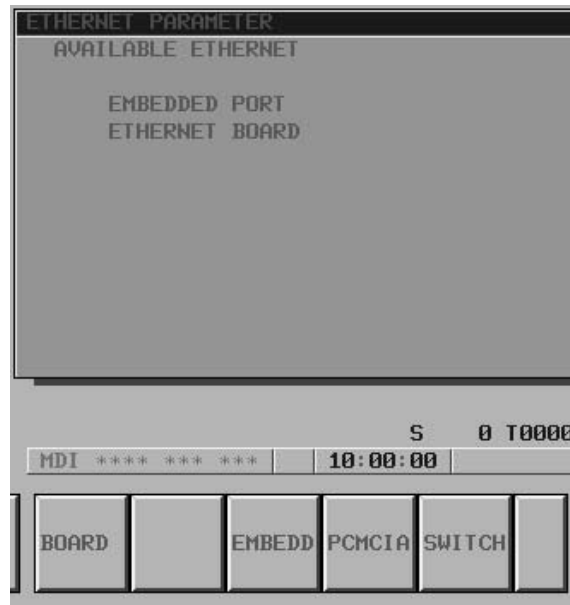 ETHERNET PARAMETER
AVAILABLE ETHERNET
EMBEDDED PORT
ETHERNET BOARD
S 0 T0000
MDI **** *** *** 10:00:00
BOARD EMBEDD PCMCIA SWITCH